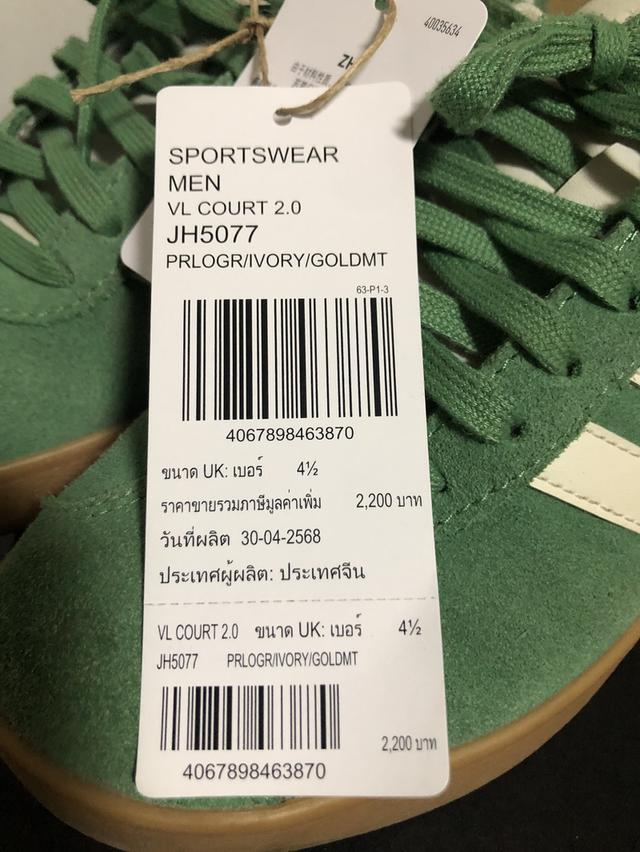 40035634
ZH
SPORTSWEAR
MEN
VL COURT 2.0
JH5077
PRLOGR/IVORY/GOLDMT
63-P1-3
4067898463870
ขนาด UK: เบอร์ 4½
ราคาขายรวมภาษีมูลค่าเพิ่ม 2,200 บาท
วันที่ผลิต 30-04-2568
ประเทศผู้ผลิต: ประเทศจีน
VL COURT 2.0 ขนาด UK: เบอร์ 4½
JH5077 PRLOGR/IVORY/GOLDMT
2,200 บาท
4067898463870